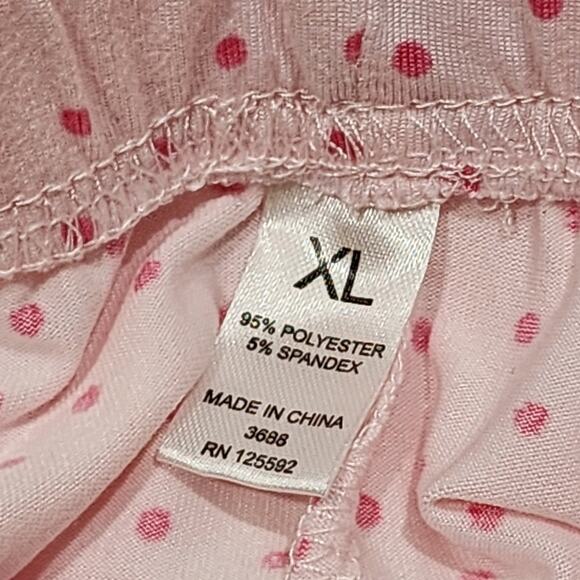 XL
95% POLYESTER
5% SPANDEX
MADE IN CHINA
3688
RN 125592